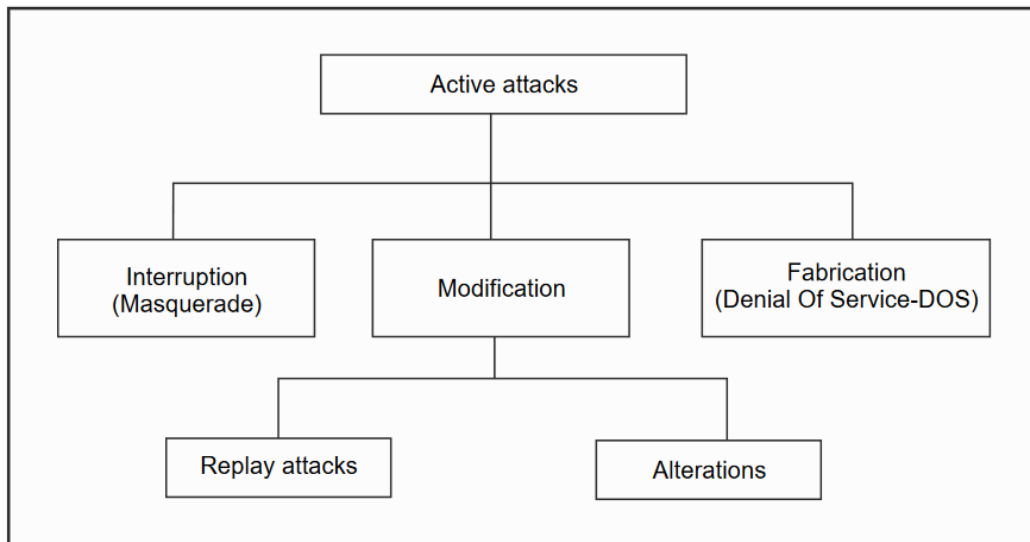 Active attacks
Interruption
(Masquerade)
Modification
Fabrication
(Denial Of Service-DOS)
Replay attacks
Alterations